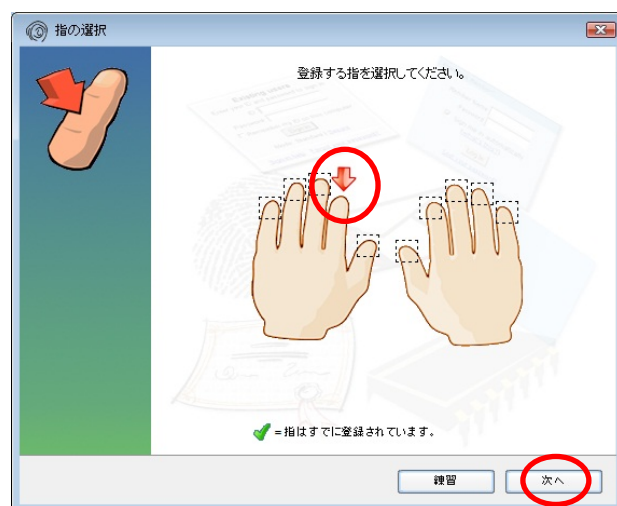 指の選択
登録する指を選択してください。
=指はすでに登録されています。
練習
次へ